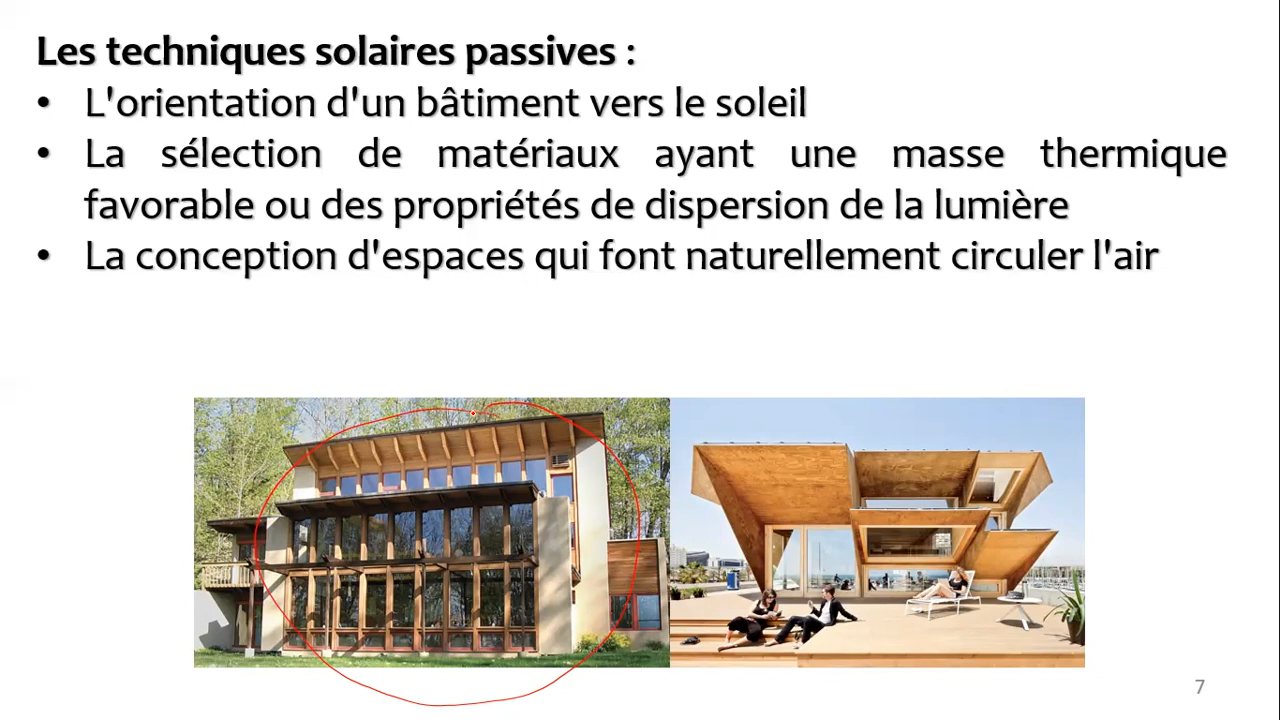 Les techniques solaires passives :
• L'orientation d'un bâtiment vers le soleil
• La sélection de matériaux ayant une masse thermique
favorable ou des propriétés de dispersion de la lumière
• La conception d'espaces qui font naturellement circuler l'air
7